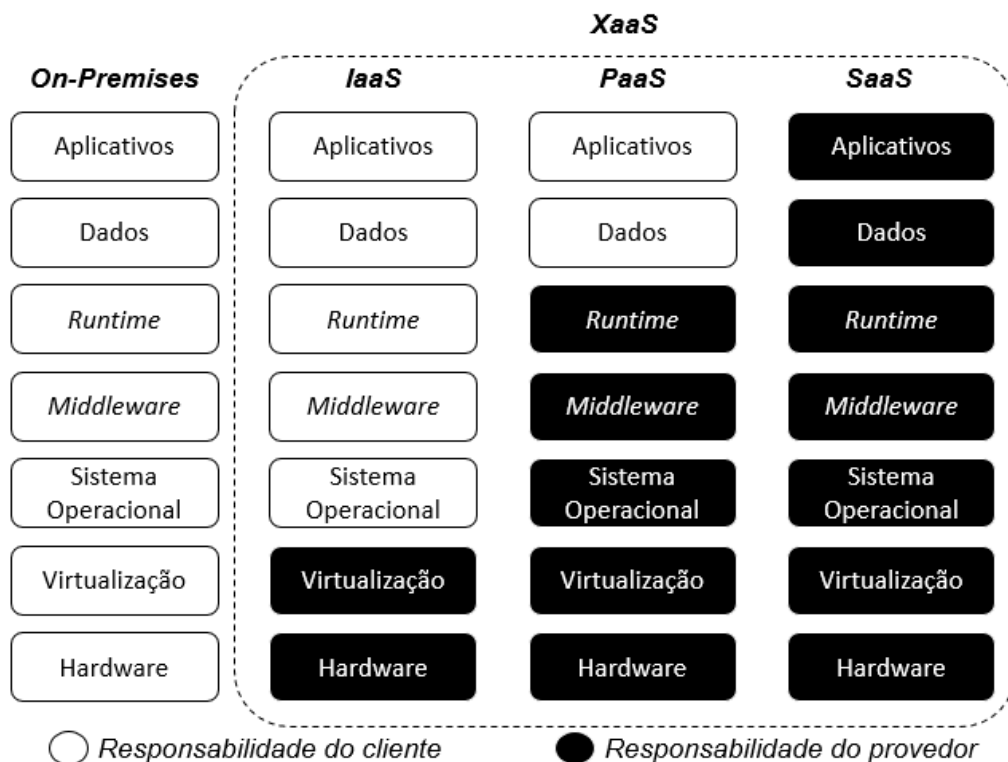 XaaS
On-Premises IaaS PaaS SaaS
Aplicativos Aplicativos Aplicativos Aplicativos
Dados Dados Dados Dados
Runtime Runtime Runtime Runtime
Middleware Middleware Middleware Middleware
Sistema Sistema Sistema Sistema
Operacional Operacional Operacional Operacional
Virtualização Virtualização Virtualização Virtualização
Hardware Hardware Hardware Hardware
Responsabilidade do cliente Responsabilidade do provedor